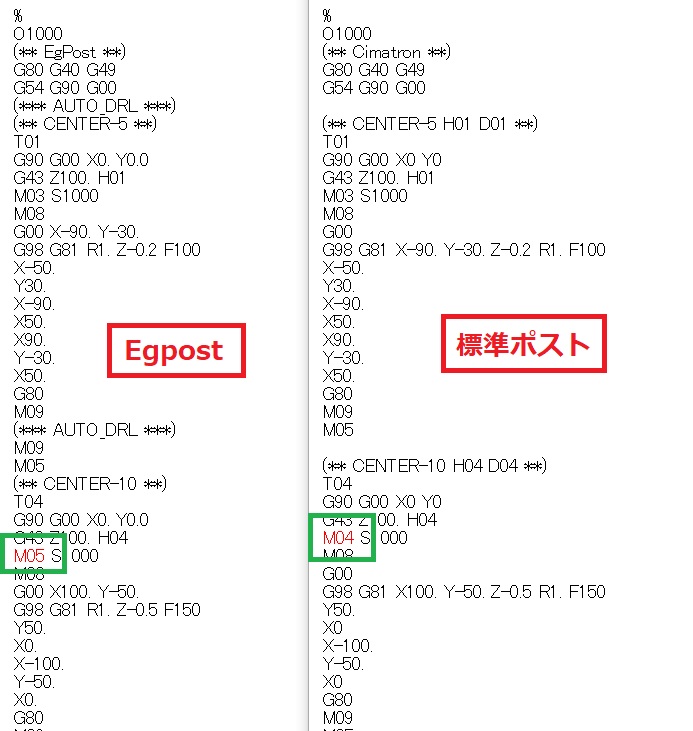 %
O1000
(** EgPost **)
G80 G40 G49
G54 G90 G00
(*** AUTO_DRL ***)
(** CENTER-5 **)
T01
G90 G00 X0. Y0.0
G43 Z100. H01
M03 S1000
M08
G00 X-90. Y-30.
G98 G81 R1. Z-0.2 F100
X-50.
Y30.
X-90.
X50.
X90.
Y-30.
X50.
G80
M09
(*** AUTO_DRL ***)
M09
M05
(** CENTER-10 **)
T04
G90 G00 X0. Y0.0
G43 Z100. H04
M05 S1000
M08
G00 X100. Y-50.
G98 G81 R1. Z-0.5 F150
Y50.
X0.
X-100.
Y-50.
X0.
G80
Egpost
%
O1000
(** Cimatron **)
G80 G40 G49
G54 G90 G00
(** CENTER-5 H01 D01 **)
T01
G90 G00 X0 Y0
G43 Z100. H01
M03 S1000
M08
G00
G98 G81 X-90. Y-30. Z-0.2 R1. F100
X-50.
Y30.
X-90.
X50.
X90.
Y-30.
X50.
G80
M09
M05
(** CENTER-10 H04 D04 **)
T04
G90 G00 X0 Y0
G43 Z100. H04
M04 S1000
M08
G00
G98 G81 X100. Y-50. Z-0.5 R1. F150
Y50.
X0
X-100.
Y-50.
X0
G80
M09
標準ポスト